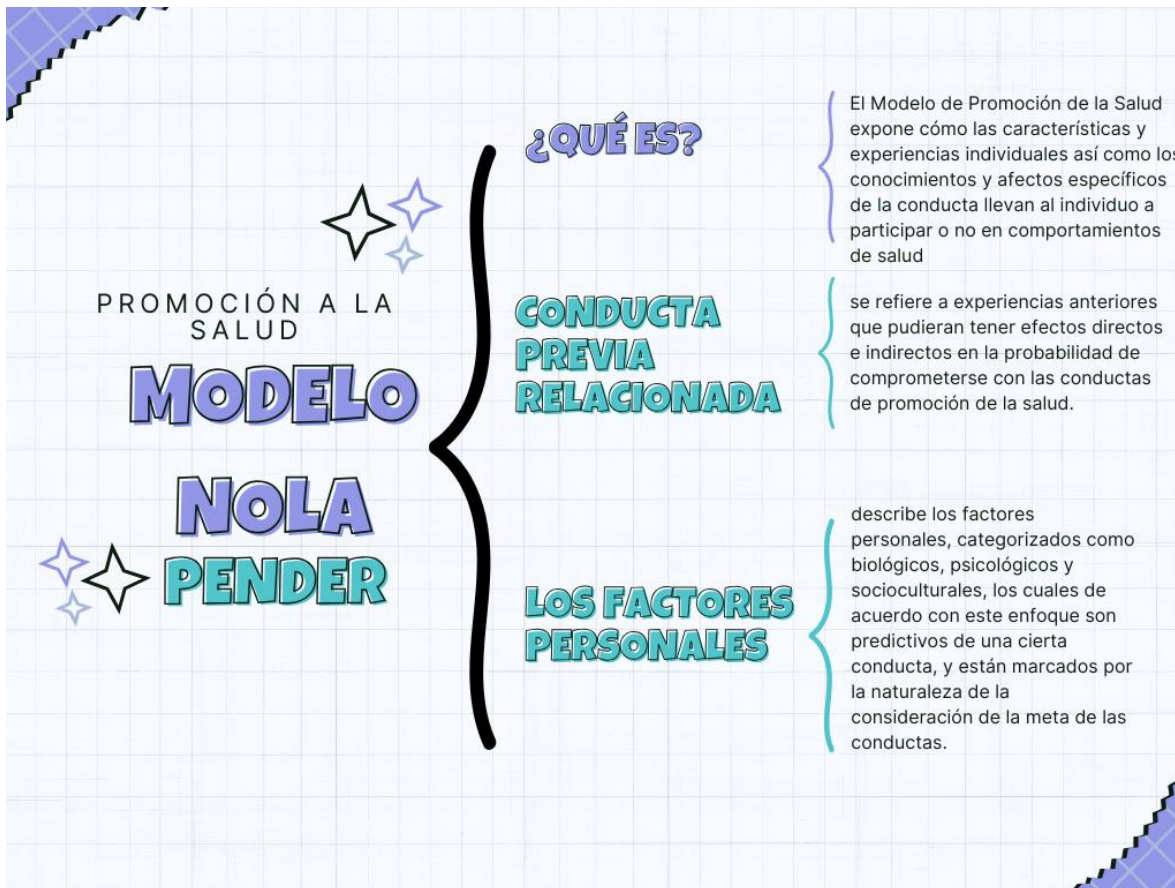 PROMOCIÓN A LA
SALUD
MODELO
NOLA
PENDER
¿QUÉ ES?
El Modelo de Promoción de la Salud
expone cómo las características y
experiencias individuales así como los
conocimientos y afectos específicos
de la conducta llevan al individuo a
participar o no en comportamientos
de salud
CONDUCTA
PREVIA
RELACIONADA
se refiere a experiencias anteriores
que pudieran tener efectos directos
e indirectos en la probabilidad de
comprometerse con las conductas
de promoción de la salud.
LOS FACTORES
PERSONALES
describe los factores
personales, categorizados como
biológicos, psicológicos y
socioculturales, los cuales de
acuerdo con este enfoque son
predictivos de una cierta
conducta, y están marcados por
la naturaleza de la
consideración de la meta de las
conductas.